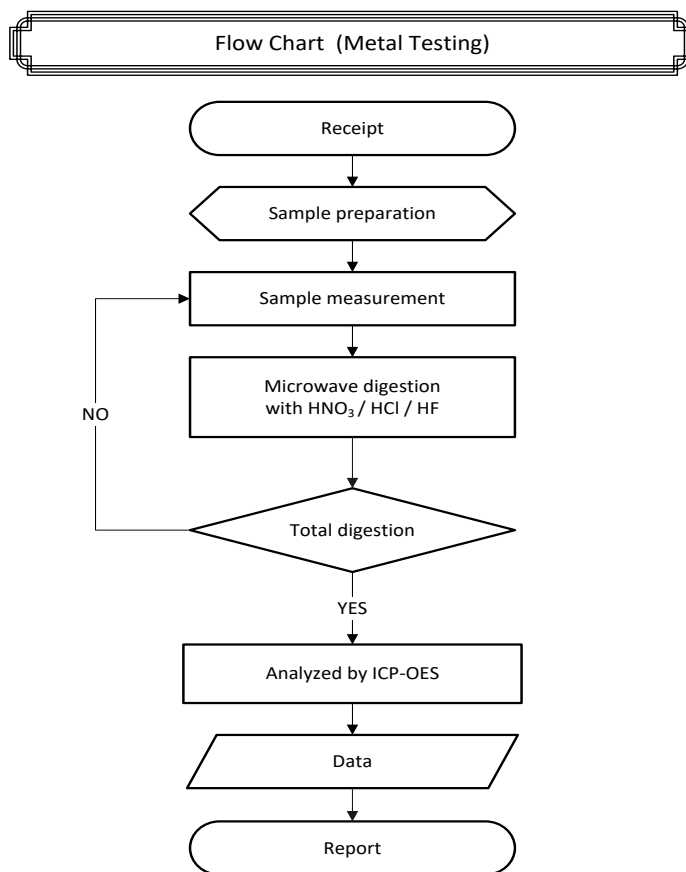 Flow Chart (Metal Testing)
Receipt
Sample preparation
Sample measurement
Microwave digestion
with HNO₃ / HCl / HF
NO
Total digestion
YES
Analyzed by ICP-OES
Data
Report